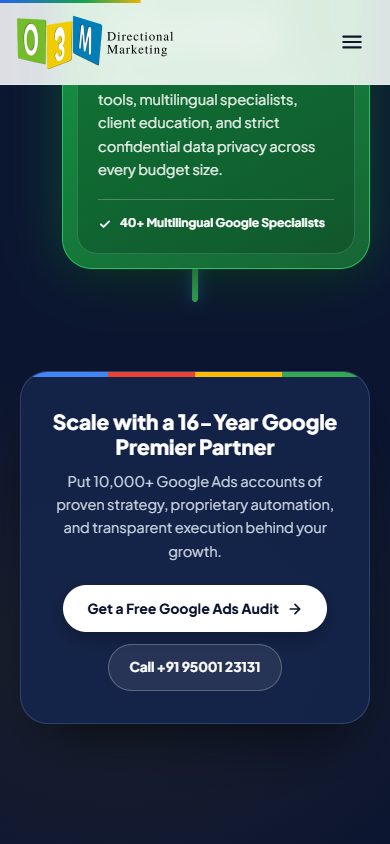 O3M Directional
Marketing
tools, multilingual specialists,
client education, and strict
confidential data privacy across
every budget size.
40+ Multilingual Google Specialists
Scale with a 16-Year Google
Premier Partner
Put 10,000+ Google Ads accounts of
proven strategy, proprietary automation,
and transparent execution behind your
growth.
Get a Free Google Ads Audit →
Call +91 95001 23131